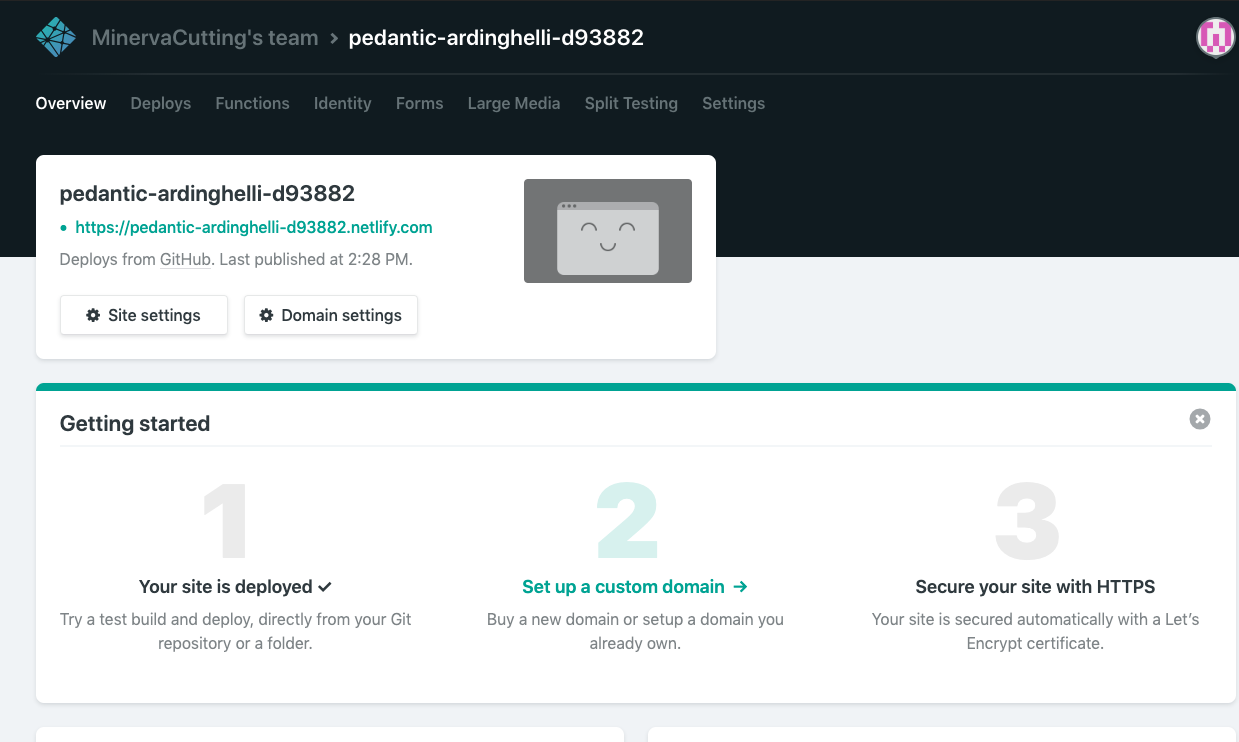 MinervaCutting's team > pedantic-ardinghelli-d93882
Overview Deploys Functions Identity Forms Large Media Split Testing Settings
pedantic-ardinghelli-d93882
• https://pedantic-ardinghelli-d93882.netlify.com
Deploys from GitHub. Last published at 2:28 PM.
Site settings Domain settings
Getting started
1
Your site is deployed ✓
Try a test build and deploy, directly from your Git
repository or a folder.
2
Set up a custom domain →
Buy a new domain or setup a domain you
already own.
3
Secure your site with HTTPS
Your site is secured automatically with a Let’s
Encrypt certificate.